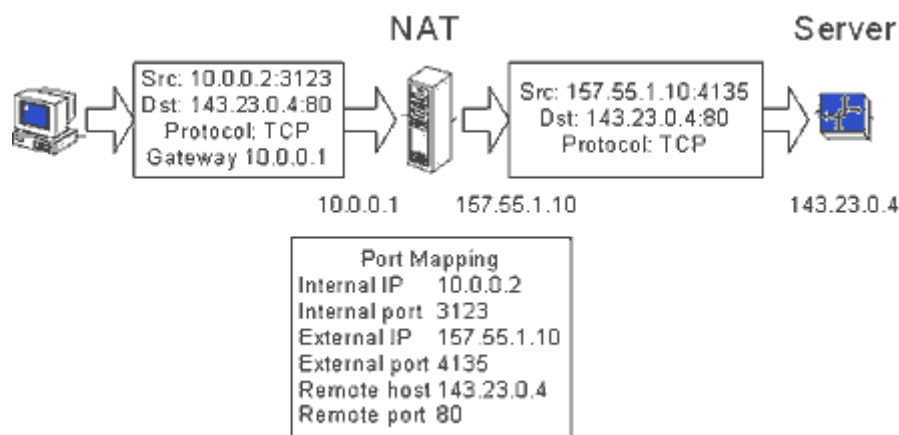 NAT
Server
Src: 10.0.0.2:3123
Dst: 143.23.0.4:80
Protocol: TCP
Gateway 10.0.0.1
Src: 157.55.1.10:4135
Dst: 143.23.0.4:80
Protocol: TCP
10.0.0.1
157.55.1.10
143.23.0.4
Port Mapping
Internal IP 10.0.0.2
Internal port 3123
External IP 157.55.1.10
External port 4135
Remote host 143.23.0.4
Remote port 80